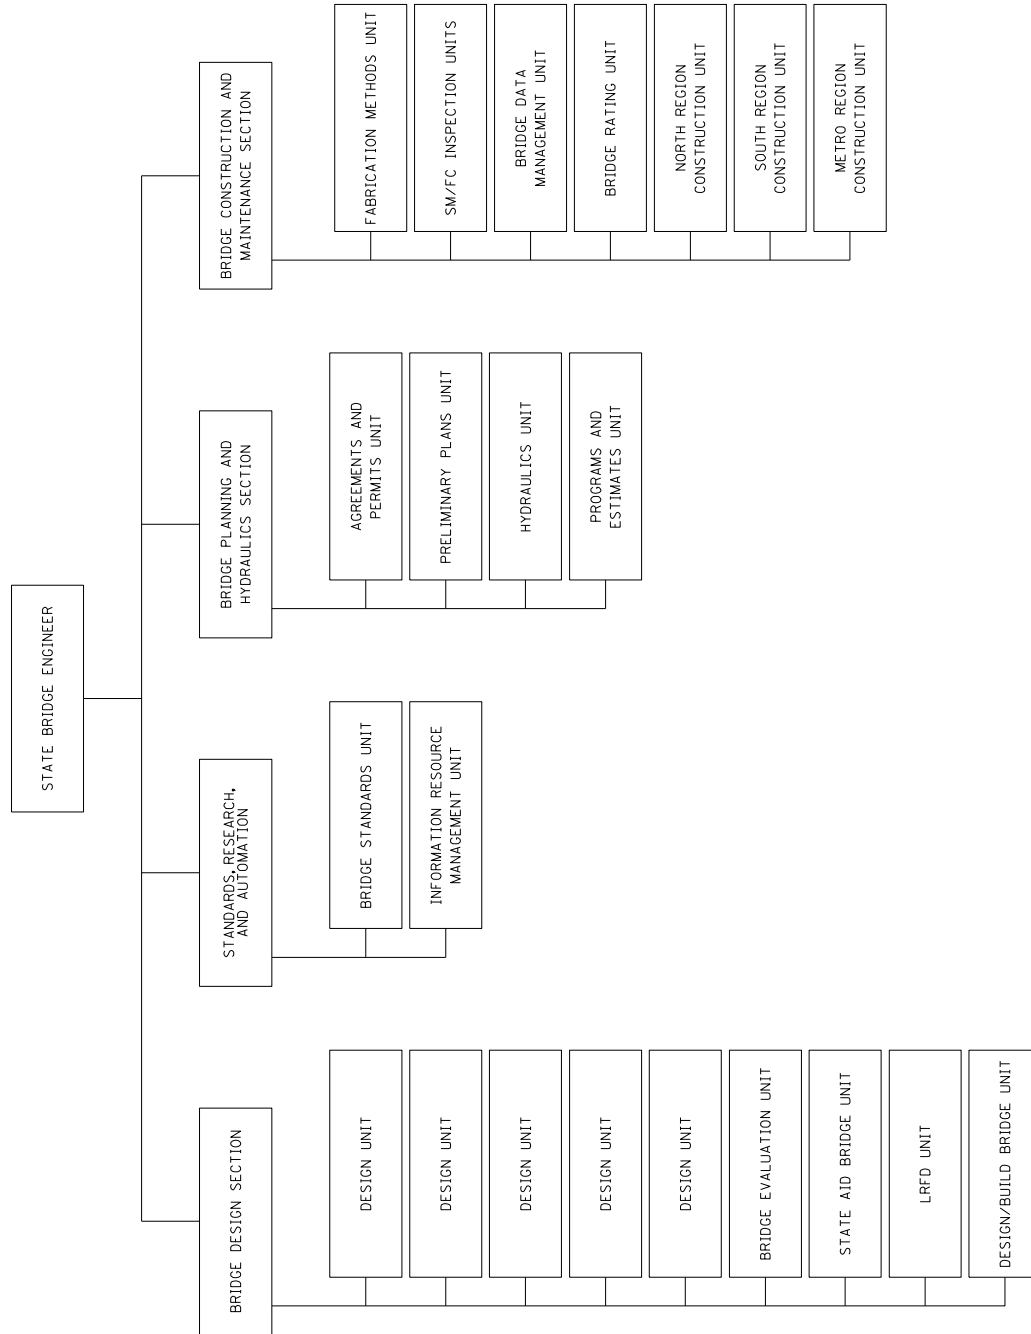 STATE BRIDGE ENGINEER
BRIDGE DESIGN SECTION
DESIGN UNIT
DESIGN UNIT
DESIGN UNIT
DESIGN UNIT
DESIGN UNIT
BRIDGE EVALUATION UNIT
STATE AID BRIDGE UNIT
LRFD UNIT
DESIGN/BUILD BRIDGE UNIT
STANDARDS, RESEARCH,
AND AUTOMATION
BRIDGE STANDARDS UNIT
INFORMATION RESOURCE
MANAGEMENT UNIT
BRIDGE PLANNING AND
HYDRAULICS SECTION
AGREEMENTS AND
PERMITS UNIT
PRELIMINARY PLANS UNIT
HYDRAULICS UNIT
PROGRAMS AND
ESTIMATES UNIT
BRIDGE CONSTRUCTION AND
MAINTENANCE SECTION
FABRICATION METHODS UNIT
SM/FC INSPECTION UNITS
BRIDGE DATA
MANAGEMENT UNIT
BRIDGE RATING UNIT
NORTH REGION
CONSTRUCTION UNIT
SOUTH REGION
CONSTRUCTION UNIT
METRO REGION
CONSTRUCTION UNIT